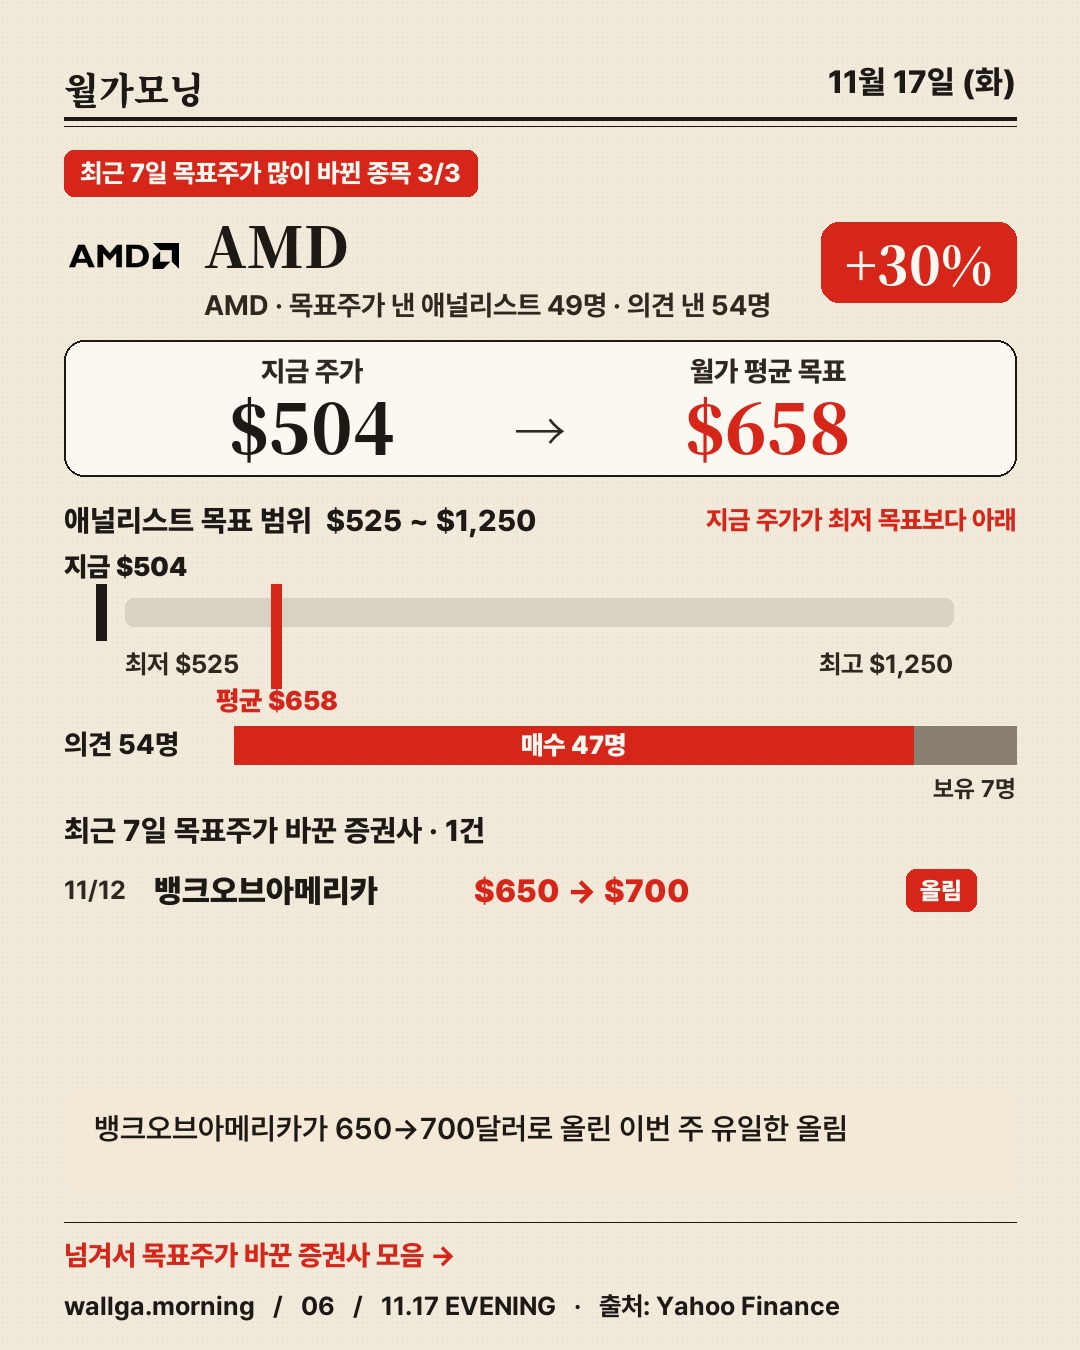 월가모닝
11월 17일 (화)
최근 7일 목표주가 많이 바뀐 종목 3/3
AMD
AMD
+30%
AMD · 목표주가 낸 애널리스트 49명 · 의견 낸 54명
지금 주가
월가 평균 목표
$504 → $658
애널리스트 목표 범위 $525 ~ $1,250
지금 주가가 최저 목표보다 아래
지금 $504
최저 $525
최고 $1,250
평균 $658
의견 54명
매수 47명
보유 7명
최근 7일 목표주가 바꾼 증권사 · 1건
11/12 뱅크오브아메리카 $650 → $700 올림
뱅크오브아메리카가 650→700달러로 올린 이번 주 유일한 올림
넘겨서 목표주가 바꾼 증권사 모음 →
wallga.morning / 06 / 11.17 EVENING · 출처: Yahoo Finance